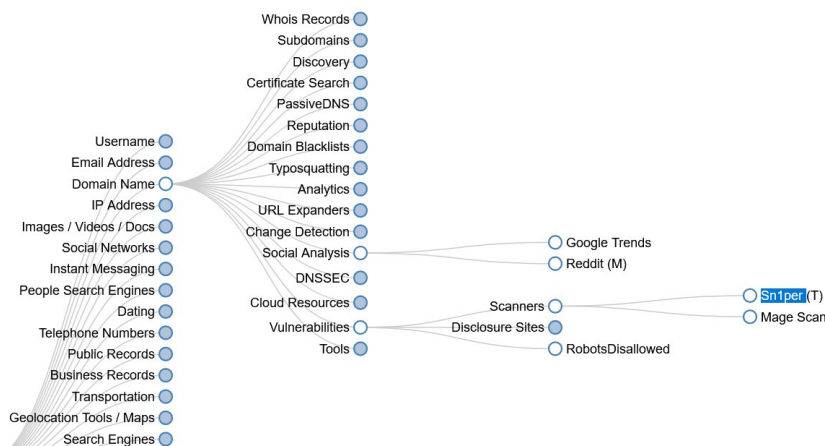 Whois Records
Subdomains
Discovery
Certificate Search
PassiveDNS
Reputation
Domain Blacklists
Typosquatting
Analytics
URL Expanders
Change Detection
Social Analysis
DNSSEC
Cloud Resources
Vulnerabilities
Tools
Username
Email Address
Domain Name
IP Address
Images / Videos / Docs
Social Networks
Instant Messaging
People Search Engines
Dating
Telephone Numbers
Public Records
Business Records
Transportation
Geolocation Tools / Maps
Search Engines
Google Trends
Reddit (M)
Scanners
Disclosure Sites
RobotsDisallowed
Sn1per (T)
Mage Scan